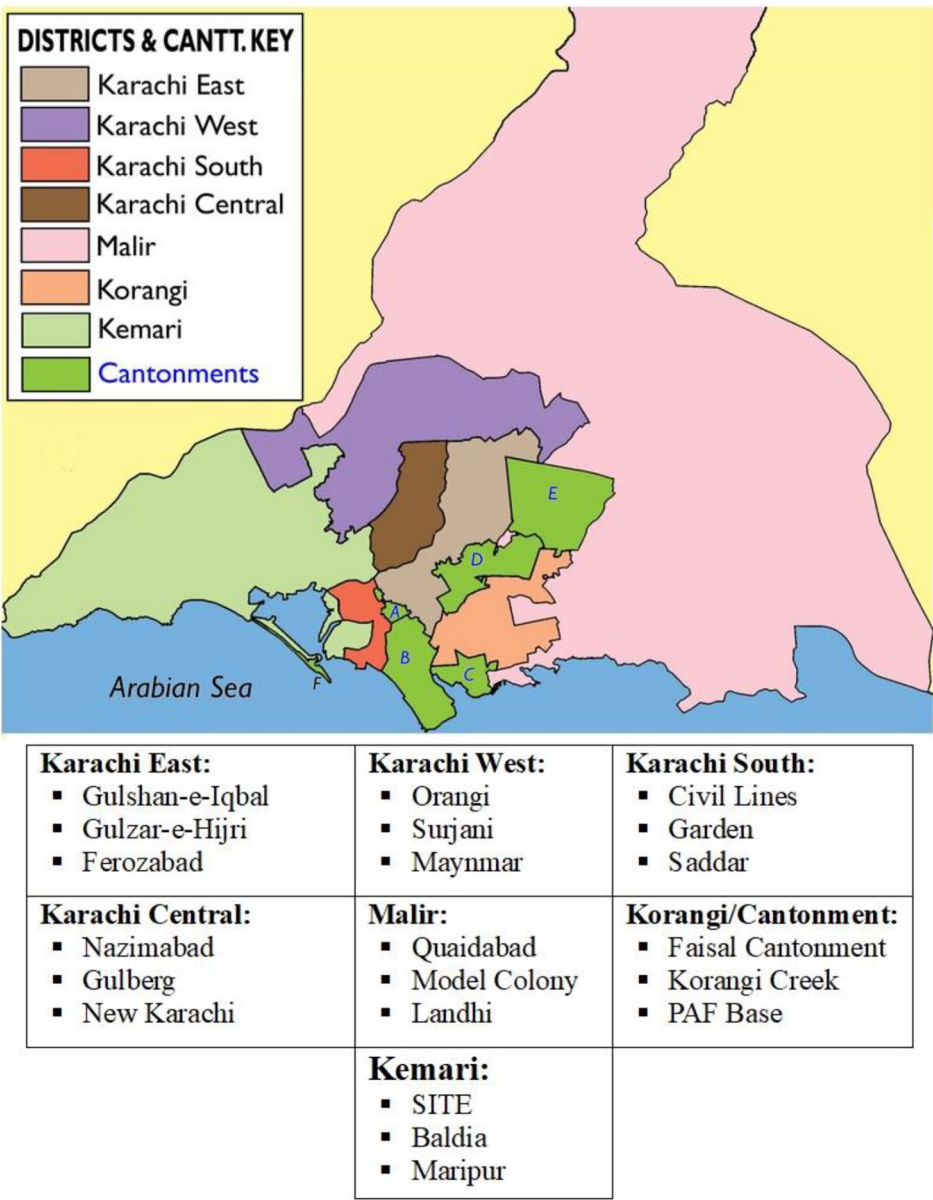 DISTRICTS & CANTT. KEY
Karachi East
Karachi West
Karachi South
Karachi Central
Malir
Korangi
Kemari
Cantonments
E
D
A
B
C
F
Arabian Sea
Karachi East:
▪ Gulshan-e-Iqbal
▪ Gulzar-e-Hijri
▪ Ferozabad
Karachi West:
▪ Orangi
▪ Surjani
▪ Maynmar
Karachi South:
▪ Civil Lines
▪ Garden
▪ Saddar
Karachi Central:
▪ Nazimabad
▪ Gulberg
▪ New Karachi
Malir:
▪ Quaidabad
▪ Model Colony
▪ Landhi
Korangi/Cantonment:
▪ Faisal Cantonment
▪ Korangi Creek
▪ PAF Base
Kemari:
▪ SITE
▪ Baldia
▪ Maripur